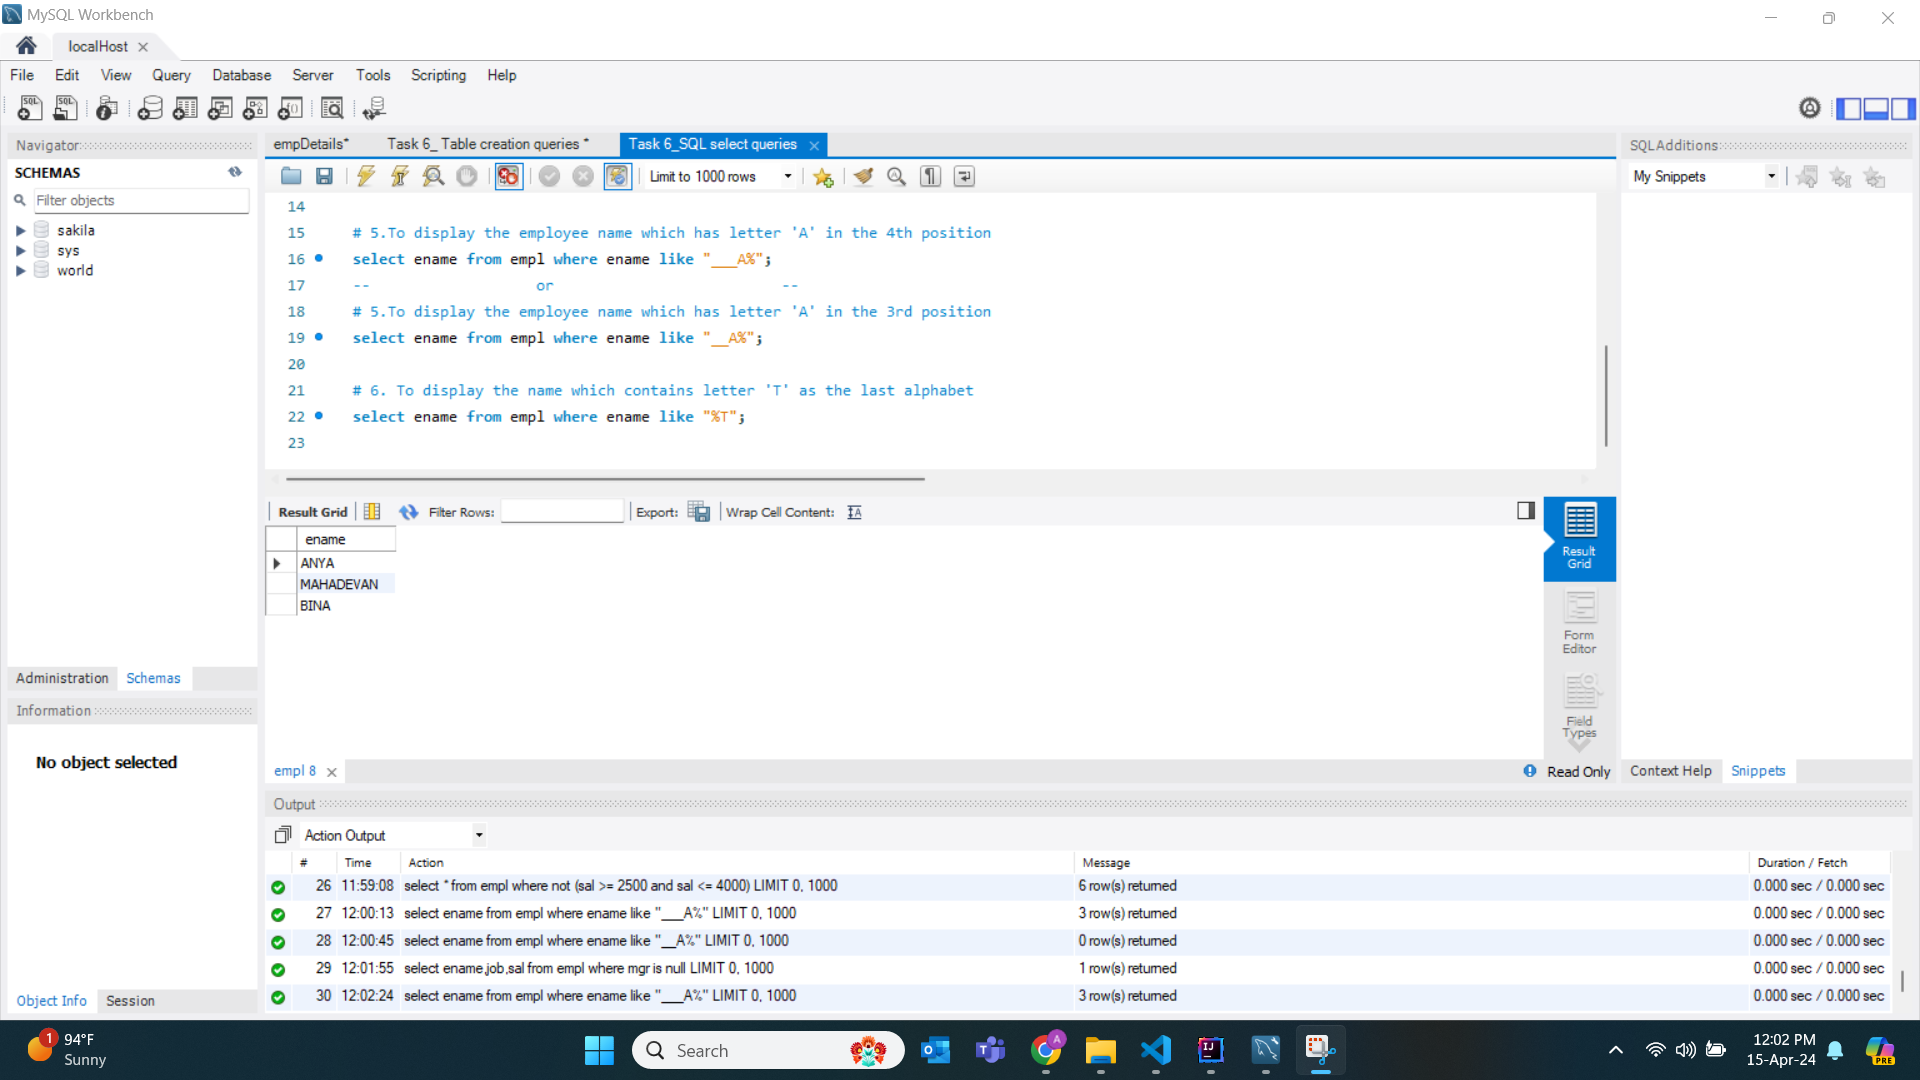 MySQL Workbench
localHost
File Edit View Query Database Server Tools Scripting Help
Navigator
SCHEMAS
Filter objects
sakila
sys
world
Administration Schemas
Information
No object selected
Object Info Session
empDetails* Task 6_ Table creation queries * Task 6_SQL select queries
Limit to 1000 rows
14
15 # 5.To display the employee name which has letter 'A' in the 4th position
16 select ename from empl where ename like "___A%";
17 -- or --
18 # 5.To display the employee name which has letter 'A' in the 3rd position
19 select ename from empl where ename like "__A%";
20
21 # 6. To display the name which contains letter 'T' as the last alphabet
22 select ename from empl where ename like "%T";
23
Result Grid Filter Rows: Export: Wrap Cell Content:
ename
ANYA
MAHADEVAN
BINA
Result Grid
Form Editor
Field Types
empl 8
Read Only
SQLAdditions
My Snippets
Context Help Snippets
Output
Action Output
# Time Action Message Duration / Fetch
26 11:59:08 select * from empl where not (sal >= 2500 and sal <= 4000) LIMIT 0, 1000 6 row(s) returned 0.000 sec / 0.000 sec
27 12:00:13 select ename from empl where ename like "___A%" LIMIT 0, 1000 3 row(s) returned 0.000 sec / 0.000 sec
28 12:00:45 select ename from empl where ename like "__A%" LIMIT 0, 1000 0 row(s) returned 0.000 sec / 0.000 sec
29 12:01:55 select ename,job,sal from empl where mgr is null LIMIT 0, 1000 1 row(s) returned 0.000 sec / 0.000 sec
30 12:02:24 select ename from empl where ename like "___A%" LIMIT 0, 1000 3 row(s) returned 0.000 sec / 0.000 sec
1 94°F
Sunny
Search
A
IJ
12:02 PM
15-Apr-24
PRE